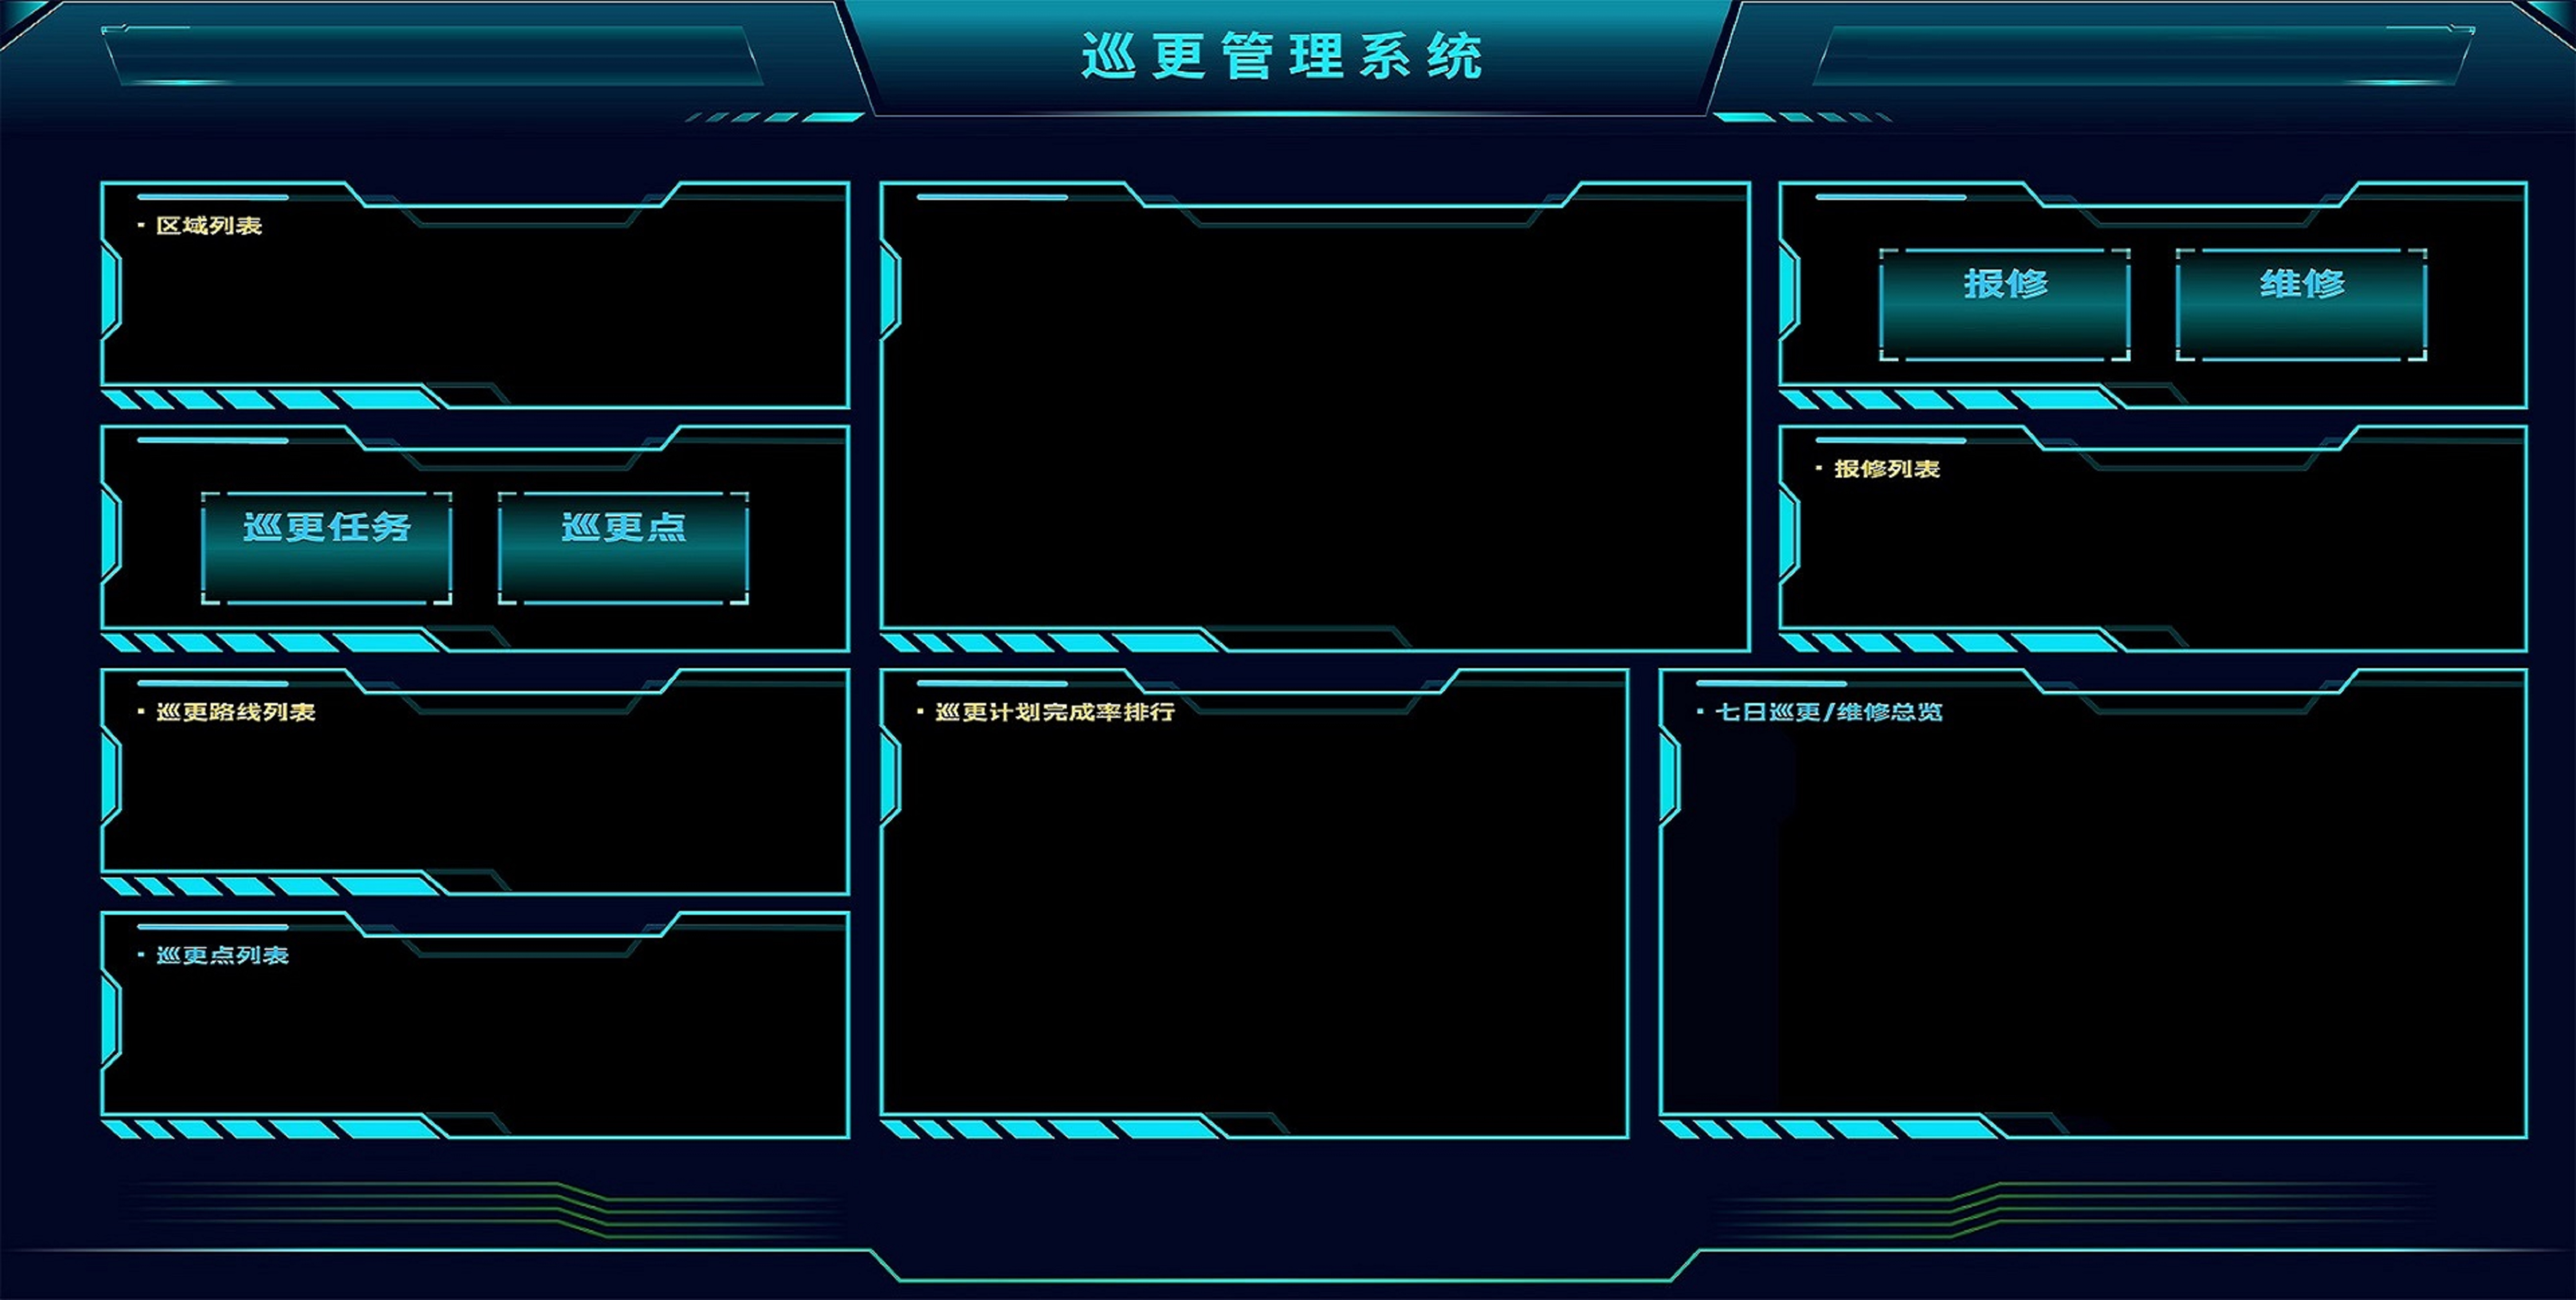 巡更管理系统
· 区域列表
报修
维修
· 报修列表
巡更任务
巡更点
· 巡更路线列表
· 巡更计划完成率排行
· 七日巡更/维修总览
· 巡更点列表